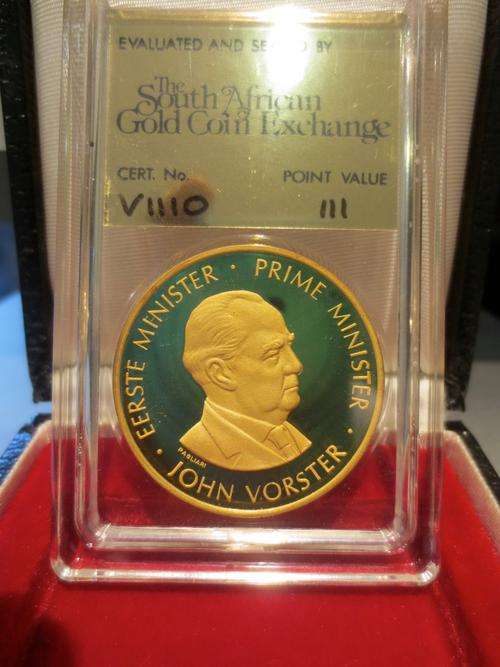 EVALUATED AND SEALED BY
The
South African
Gold Coin Exchange
CERT. No. POINT VALUE
V1110 111
EERSTE MINISTER · PRIME MINISTER
· JOHN VORSTER ·
PAGLIARI